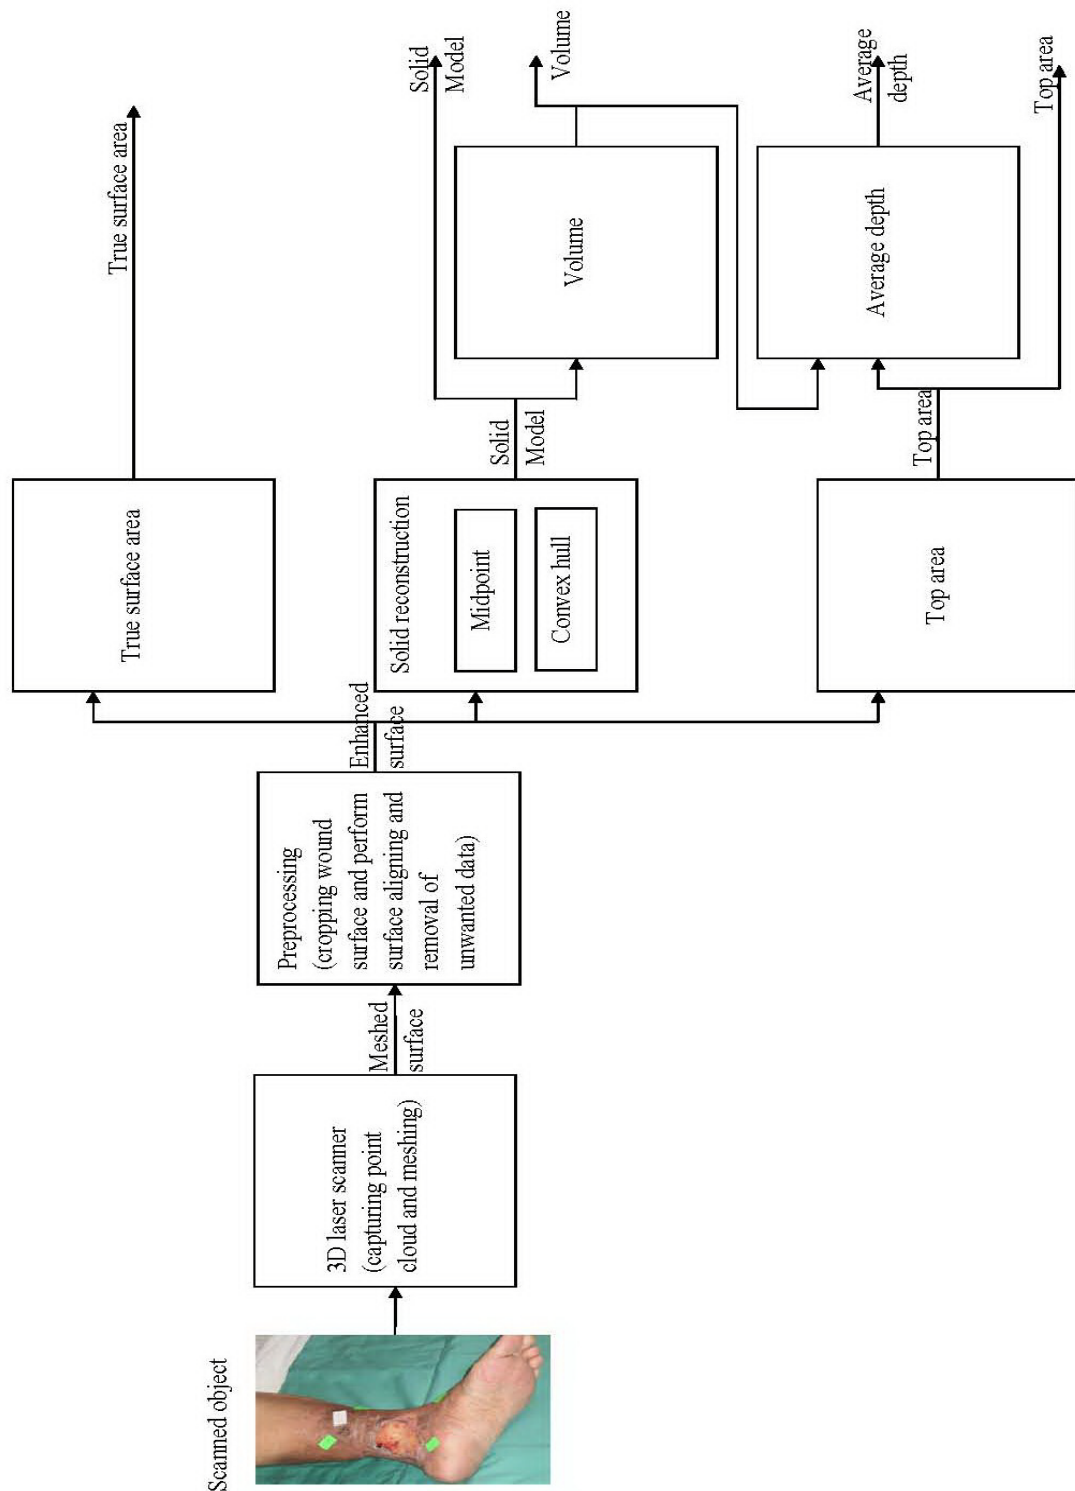 Scanned object
3D laser scanner
(capturing point
cloud and meshing)
Meshed
surface
Preprocessing
(cropping wound
surface and perform
surface aligning and
removal of
unwanted data)
Enhanced
surface
True surface area
True surface area
Solid reconstruction
Midpoint
Convex hull
Solid
Model
Solid
Model
Volume
Volume
Top area
Top area
Average depth
Average
depth
Top area